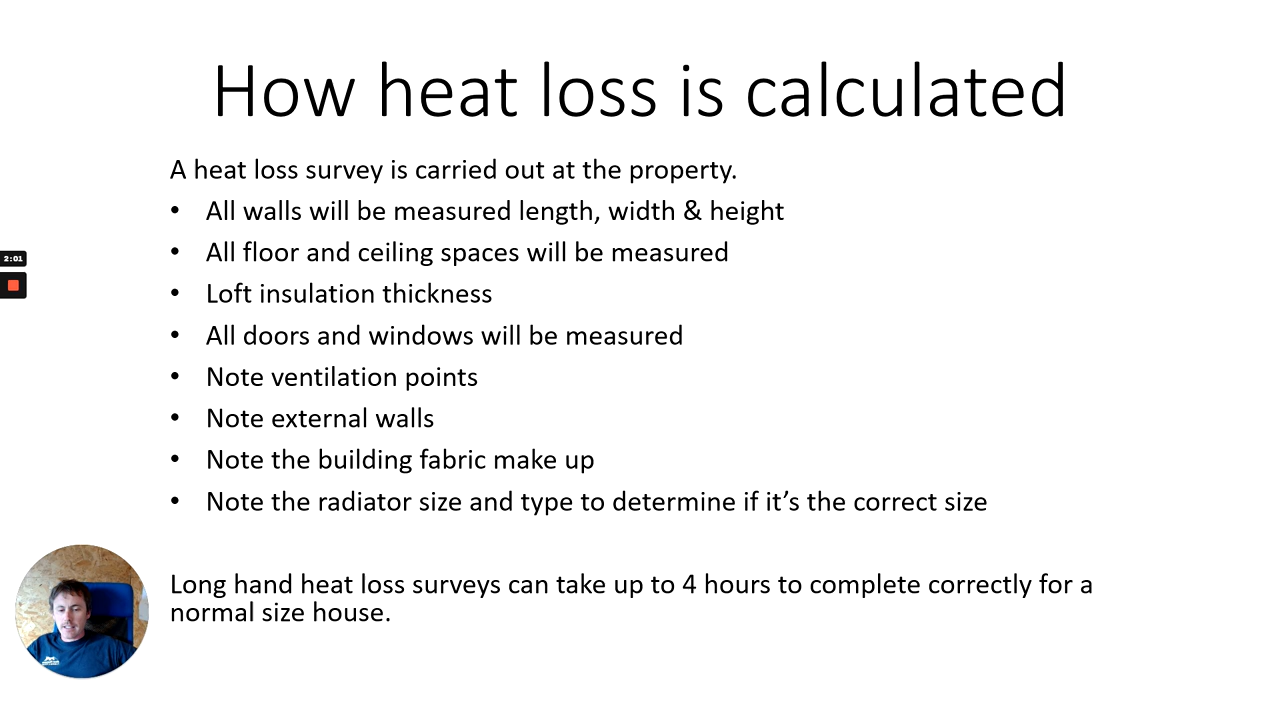 How heat loss is calculated
A heat loss survey is carried out at the property.
• All walls will be measured length, width & height
• All floor and ceiling spaces will be measured
2:01
• Loft insulation thickness
• All doors and windows will be measured
• Note ventilation points
• Note external walls
• Note the building fabric make up
• Note the radiator size and type to determine if it’s the correct size
Long hand heat loss surveys can take up to 4 hours to complete correctly for a
normal size house.